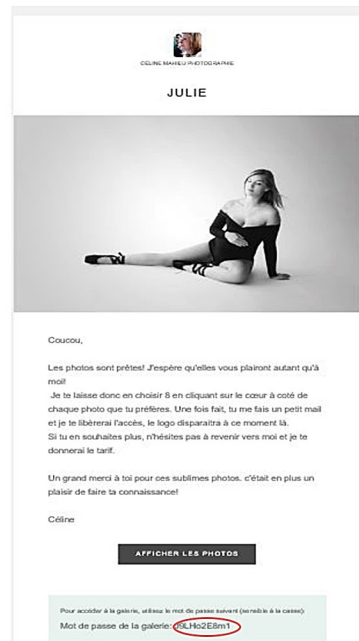 CÉLINE MAHIEU PHOTOGRAPHIE
JULIE
Coucou,
Les photos sont prêtes! J'espère qu'elles vous plairont autant qu'à
moi!
Je te laisse donc en choisir 8 en cliquant sur le cœur à coté de
chaque photo que tu préfères. Une fois fait, tu me fais un petit mail
et je te libèrerai l'accès, le logo disparaitra à ce moment là.
Si tu en souhaites plus, n'hésites pas à revenir vers moi et je te
donnerai le tarif.
Un grand merci à toi pour ces sublimes photos. c'était en plus un
plaisir de faire ta connaissance!
Céline
AFFICHER LES PHOTOS
Pour accéder à la galerie, utilisez le mot de passe suivant (sensible à la casse):
Mot de passe de la galerie: J9LHo2E8m1